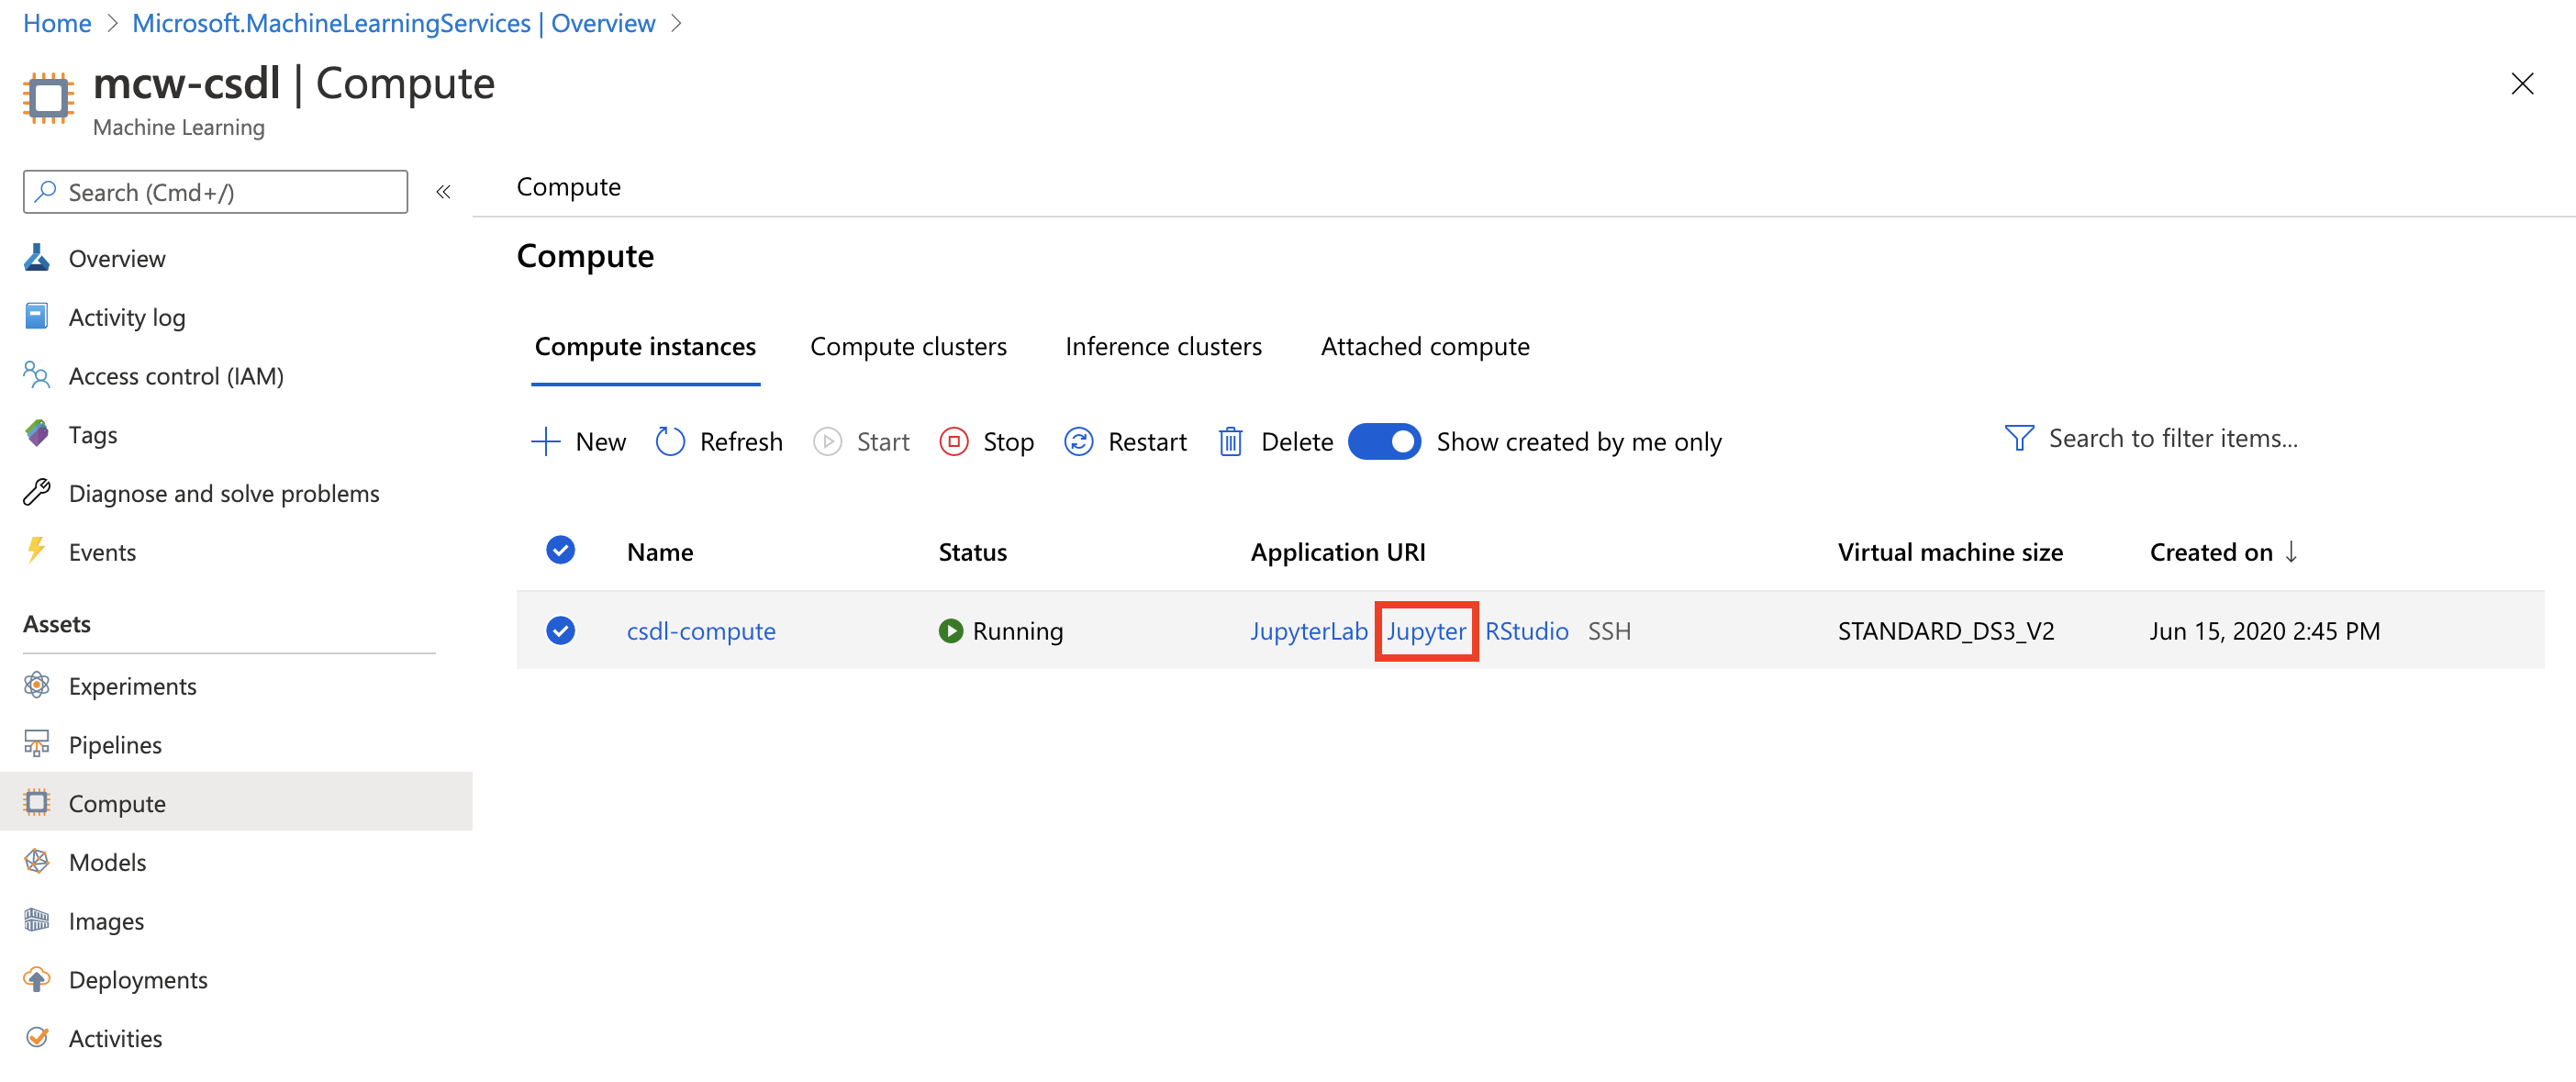 Home > Microsoft.MachineLearningServices | Overview >
mcw-csdl | Compute
Machine Learning
Search (Cmd+/)
«
Overview
Activity log
Access control (IAM)
Tags
Diagnose and solve problems
Events
Assets
Experiments
Pipelines
Compute
Models
Images
Deployments
Activities
Compute
Compute
Compute instances Compute clusters Inference clusters Attached compute
New Refresh Start Stop Restart Delete Show created by me only Search to filter items...
Name Status Application URI Virtual machine size Created on ↓
csdl-compute Running JupyterLab Jupyter RStudio SSH STANDARD_DS3_V2 Jun 15, 2020 2:45 PM